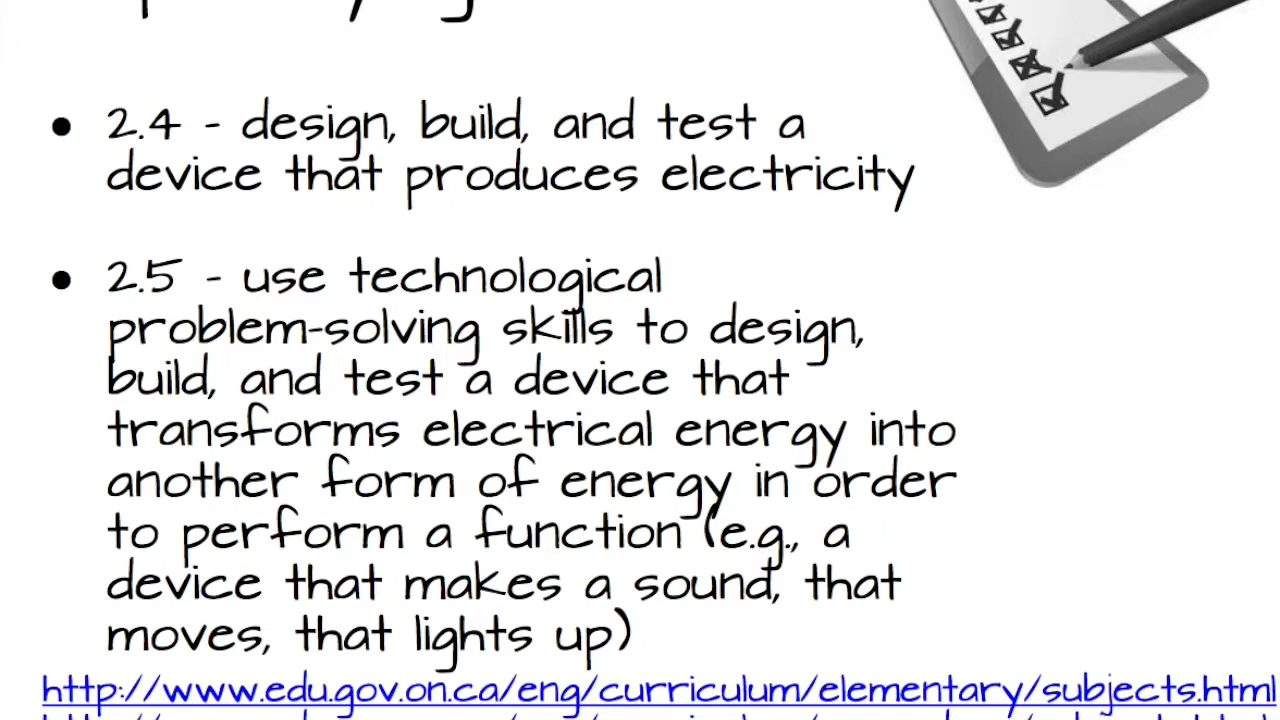 • 2.4 - design, build, and test a
device that produces electricity
• 2.5 - use technological
problem-solving skills to design,
build, and test a device that
transforms electrical energy into
another form of energy in order
to perform a function (e.g., a
device that makes a sound, that
moves, that lights up)
http://www.edu.gov.on.ca/eng/curriculum/elementary/subjects.html